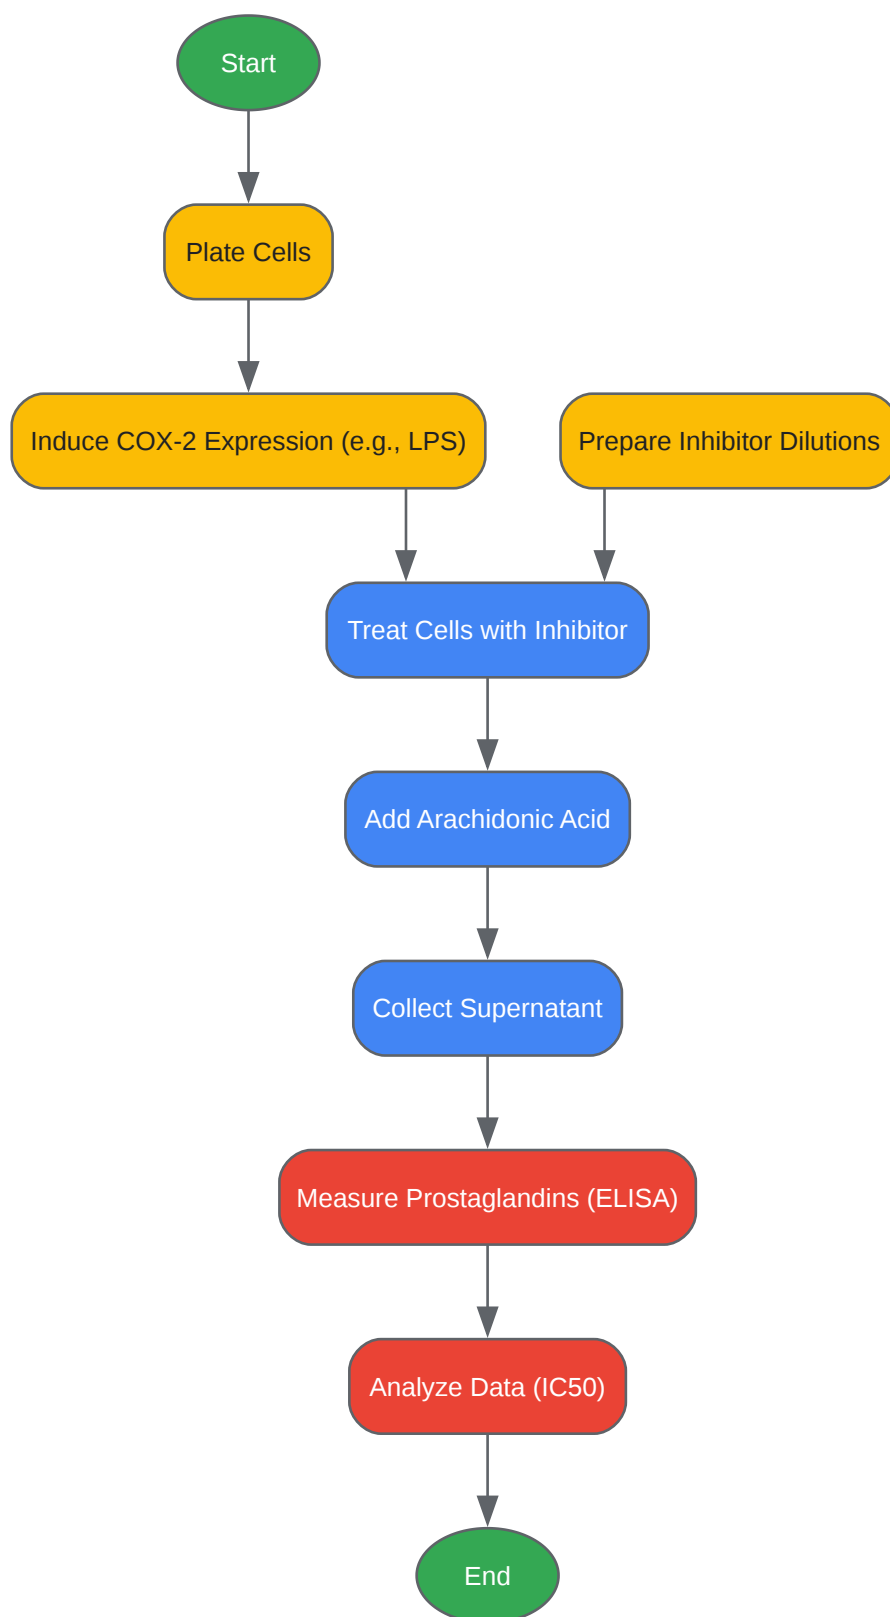 Start
Plate Cells
Induce COX-2 Expression (e.g., LPS)
Prepare Inhibitor Dilutions
Treat Cells with Inhibitor
Add Arachidonic Acid
Collect Supernatant
Measure Prostaglandins (ELISA)
Analyze Data (IC50)
End